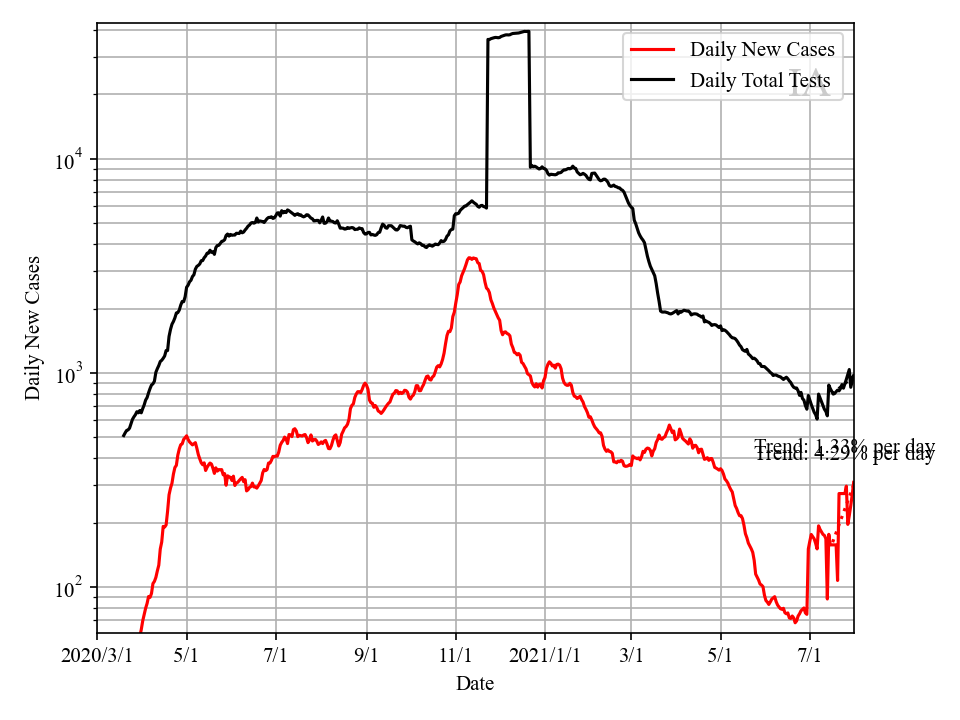 Daily New Cases
Daily Total Tests
IA
10^4
10^3
10^2
Daily New Cases
Trend: 1.33% per day
Trend: 4.29% per day
2020/3/1 5/1 7/1 9/1 11/1 2021/1/1 3/1 5/1 7/1
Date